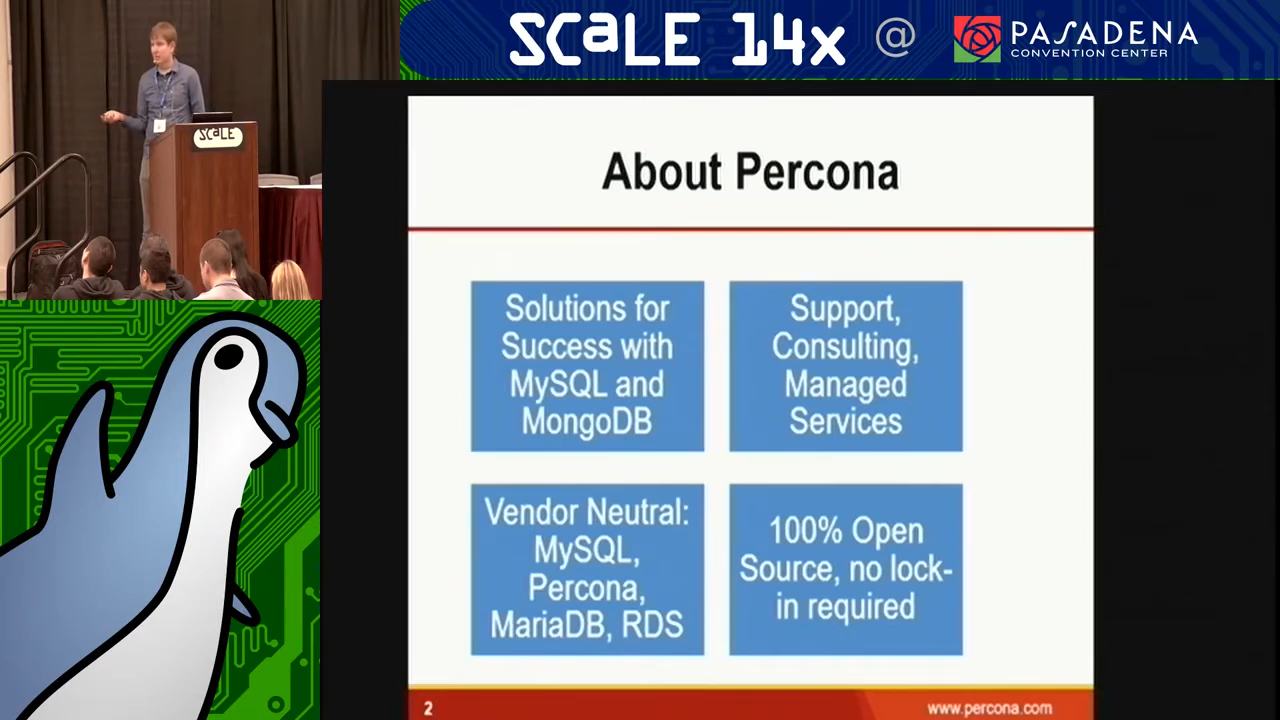 SCaLE 14x @ PASADENA
CONVENTION CENTER
SCaLE
About Percona
Solutions for
Success with
MySQL and
MongoDB
Support,
Consulting,
Managed
Services
Vendor Neutral:
MySQL,
Percona,
MariaDB, RDS
100% Open
Source, no lock-
in required
2
www.percona.com